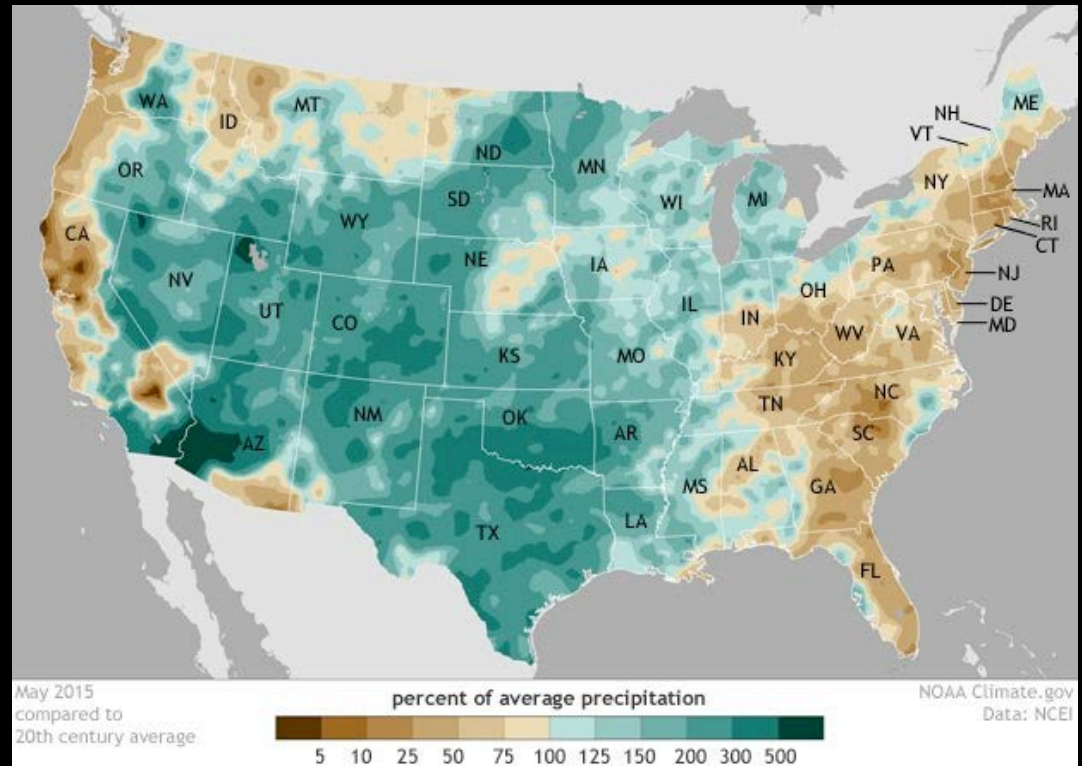 WA
MT
ME
ID
NH
VT
OR
ND
MN
NY
MA
SD
WI
MI
WY
RI
CT
CA
NE
IA
PA
NV
NJ
UT
IL
OH
CO
IN
DE
WV
VA
MD
KS
MO
KY
NC
NM
OK
TN
AZ
AR
SC
AL
MS
GA
LA
TX
FL
May 2015
compared to
20th century average
percent of average precipitation
5 10 25 50 75 100 125 150 200 300 500
NOAA Climate.gov
Data: NCEI